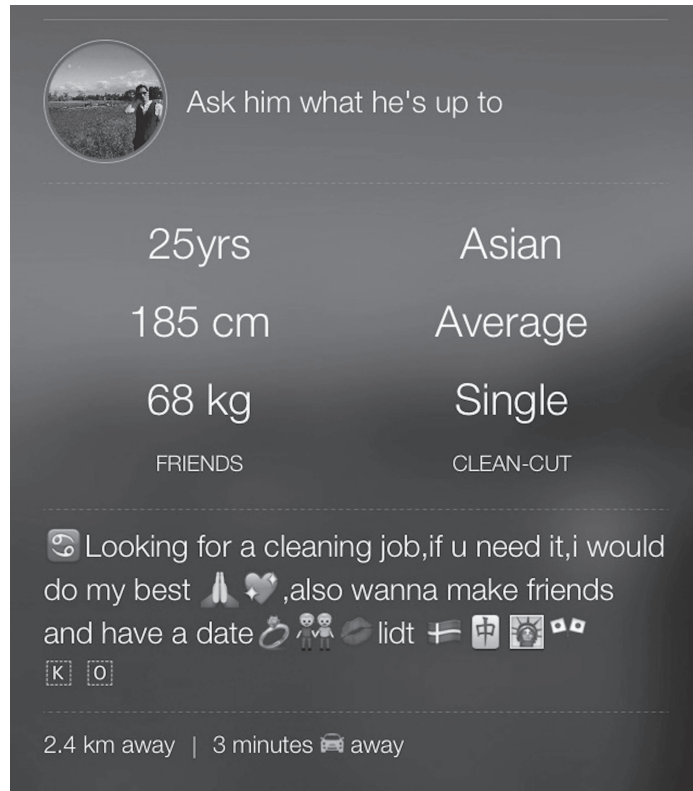 Ask him what he's up to
25yrs Asian
185 cm Average
68 kg Single
FRIENDS CLEAN-CUT
♋Looking for a cleaning job,if u need it,i would
do my best 🙏💖,also wanna make friends
and have a date💍👬💋lidt 🇩🇰 🀄 🗽 🎌
K O
2.4 km away | 3 minutes 🚘 away